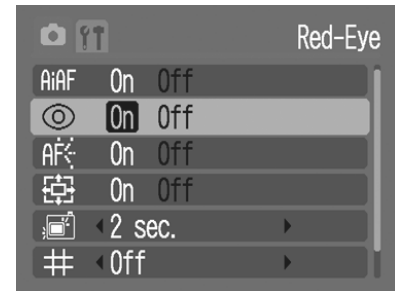 Red-Eye
AiAF On Off
On Off
AF On Off
On Off
2 sec.
Off